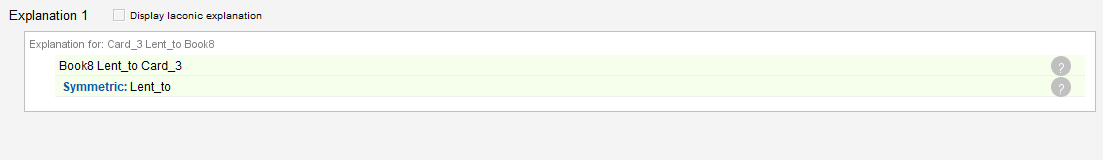 Explanation 1 Display laconic explanation
Explanation for: Card_3 Lent_to Book8
Book8 Lent_to Card_3 ?
Symmetric: Lent_to ?